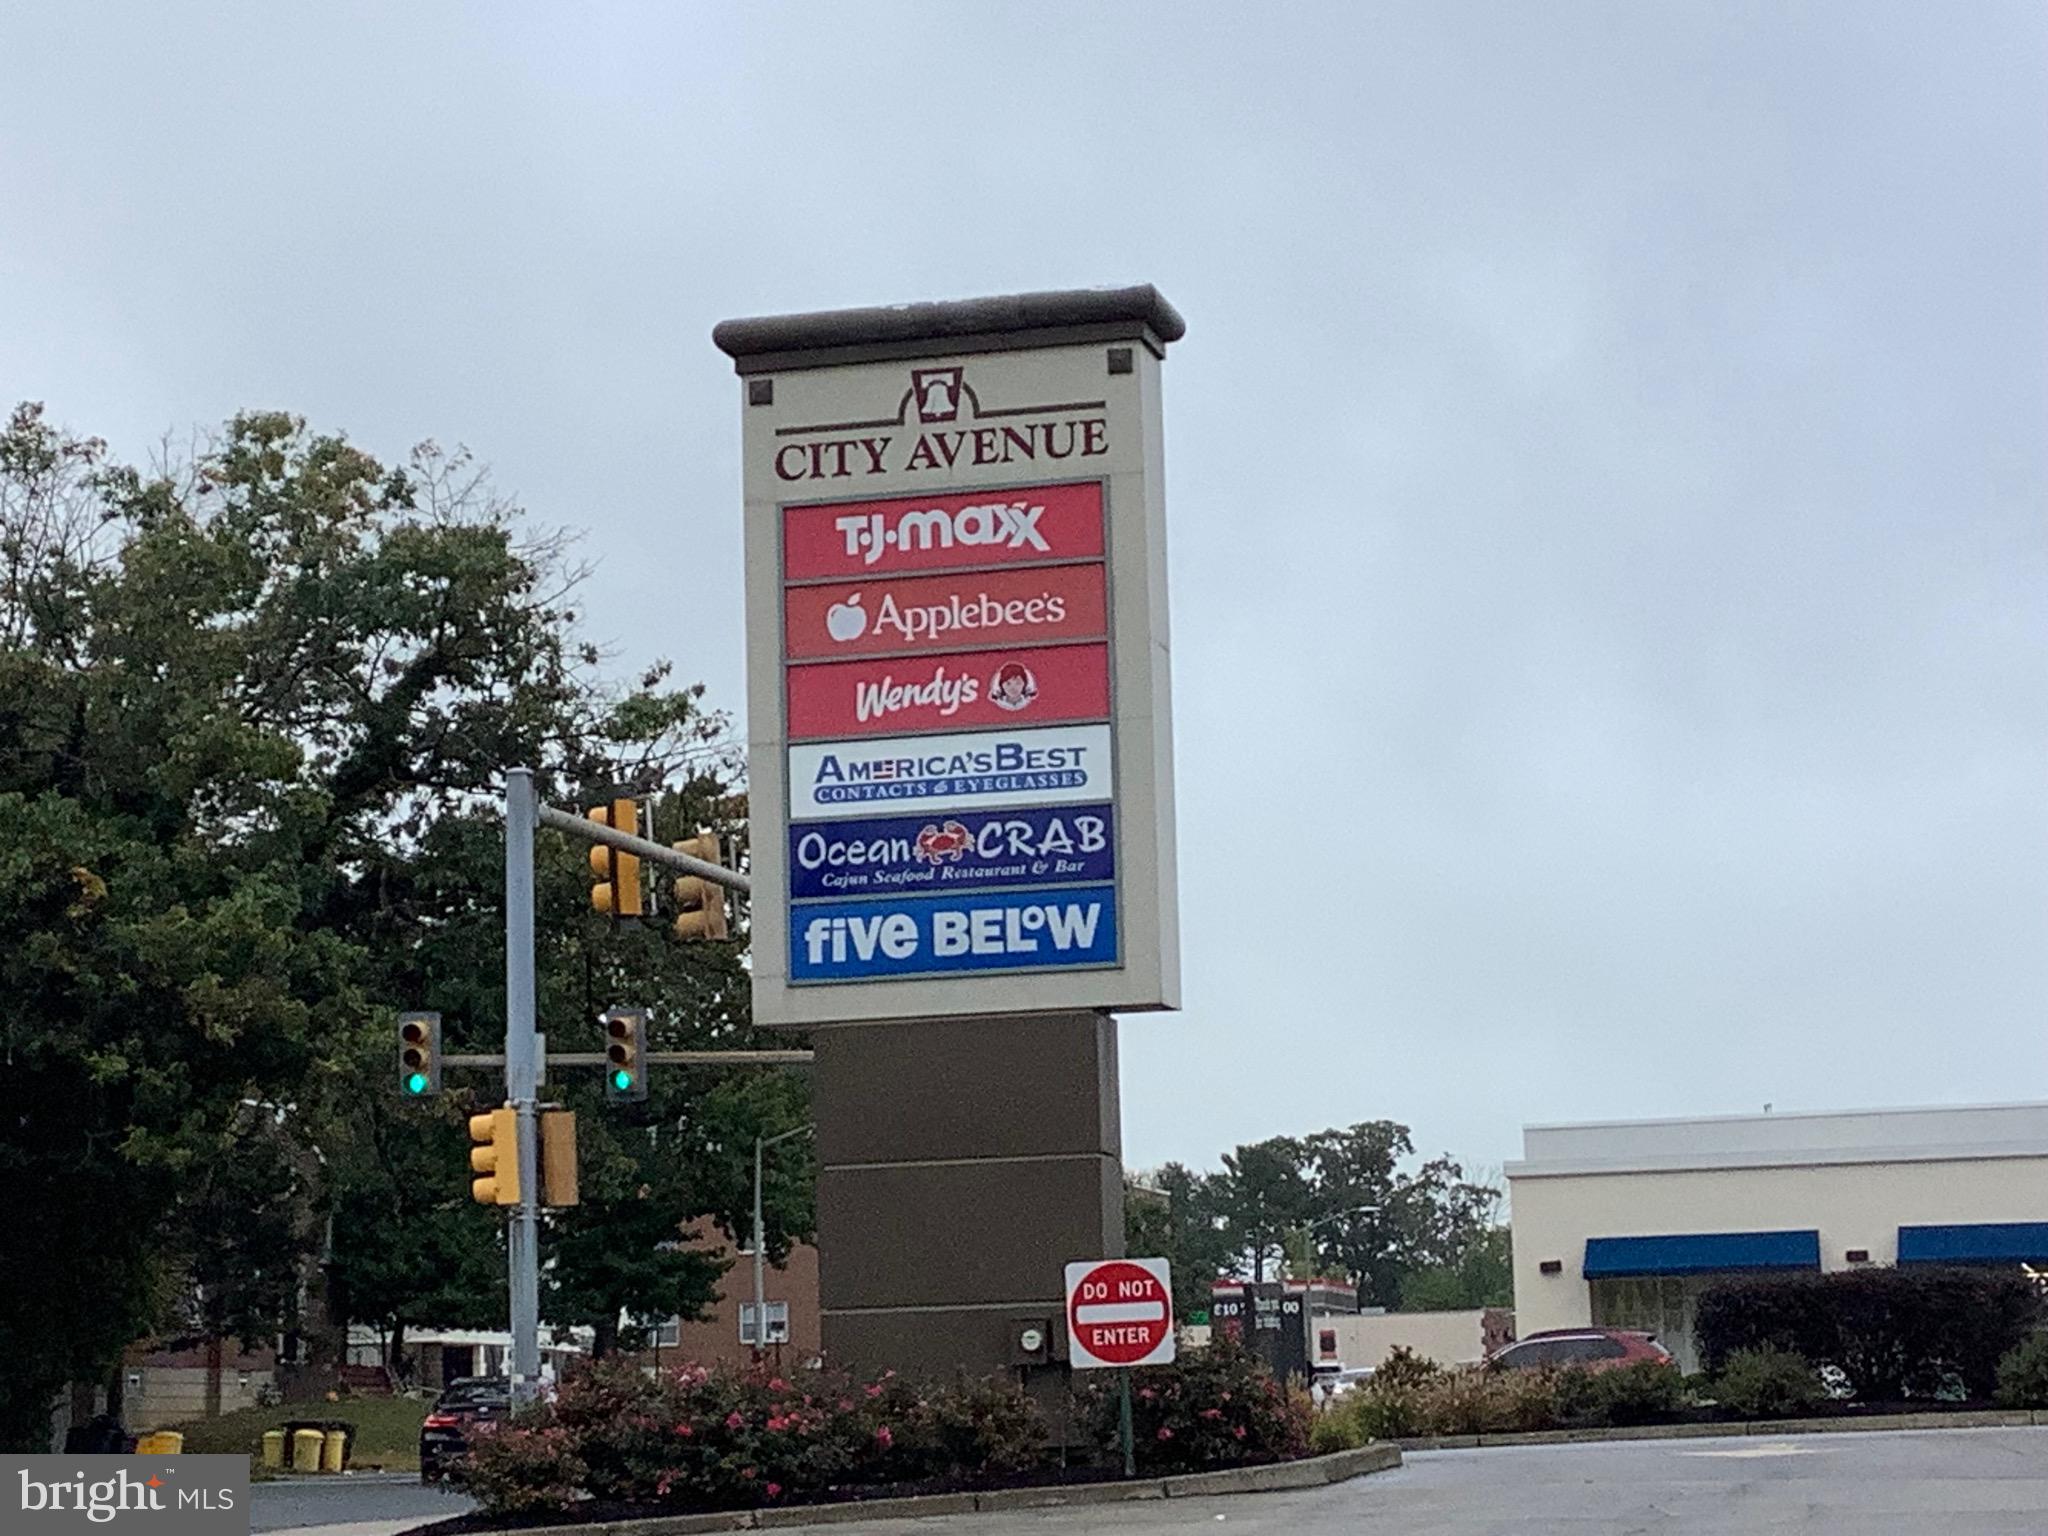 CITY AVENUE
T·J·maxx
Applebee's
Wendy's
AMERICA'S BEST
CONTACTS & EYEGLASSES
Ocean CRAB
Cajun Seafood Restaurant & Bar
five BELOW
DO NOT
ENTER
bright™ MLS